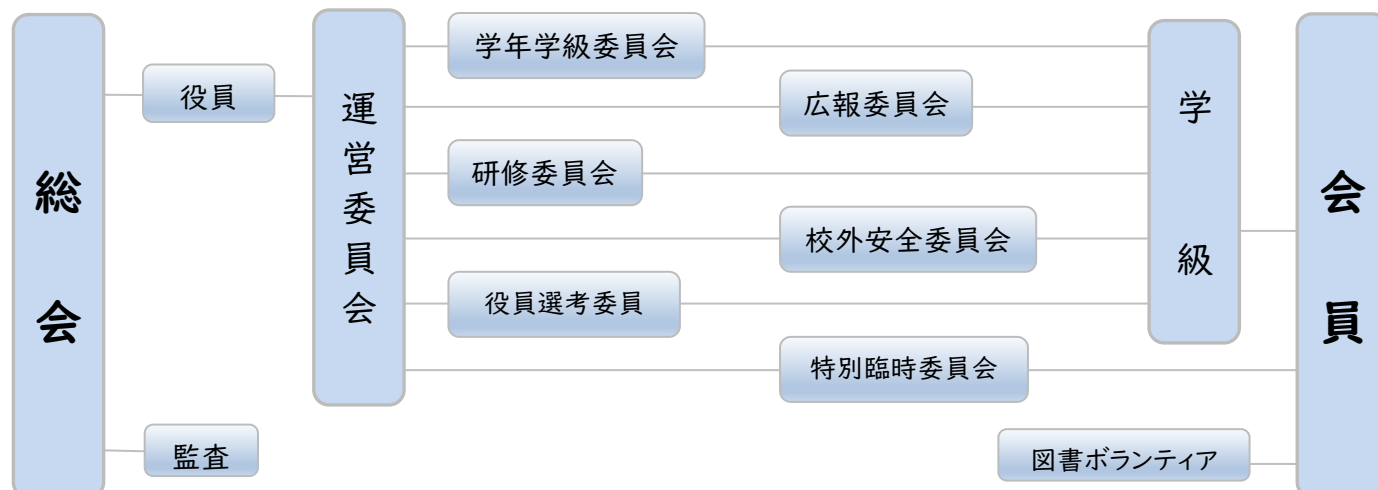 総会
役員
監査
運営委員会
学年学級委員会
広報委員会
研修委員会
校外安全委員会
役員選考委員
特別臨時委員会
学級
会員
図書ボランティア